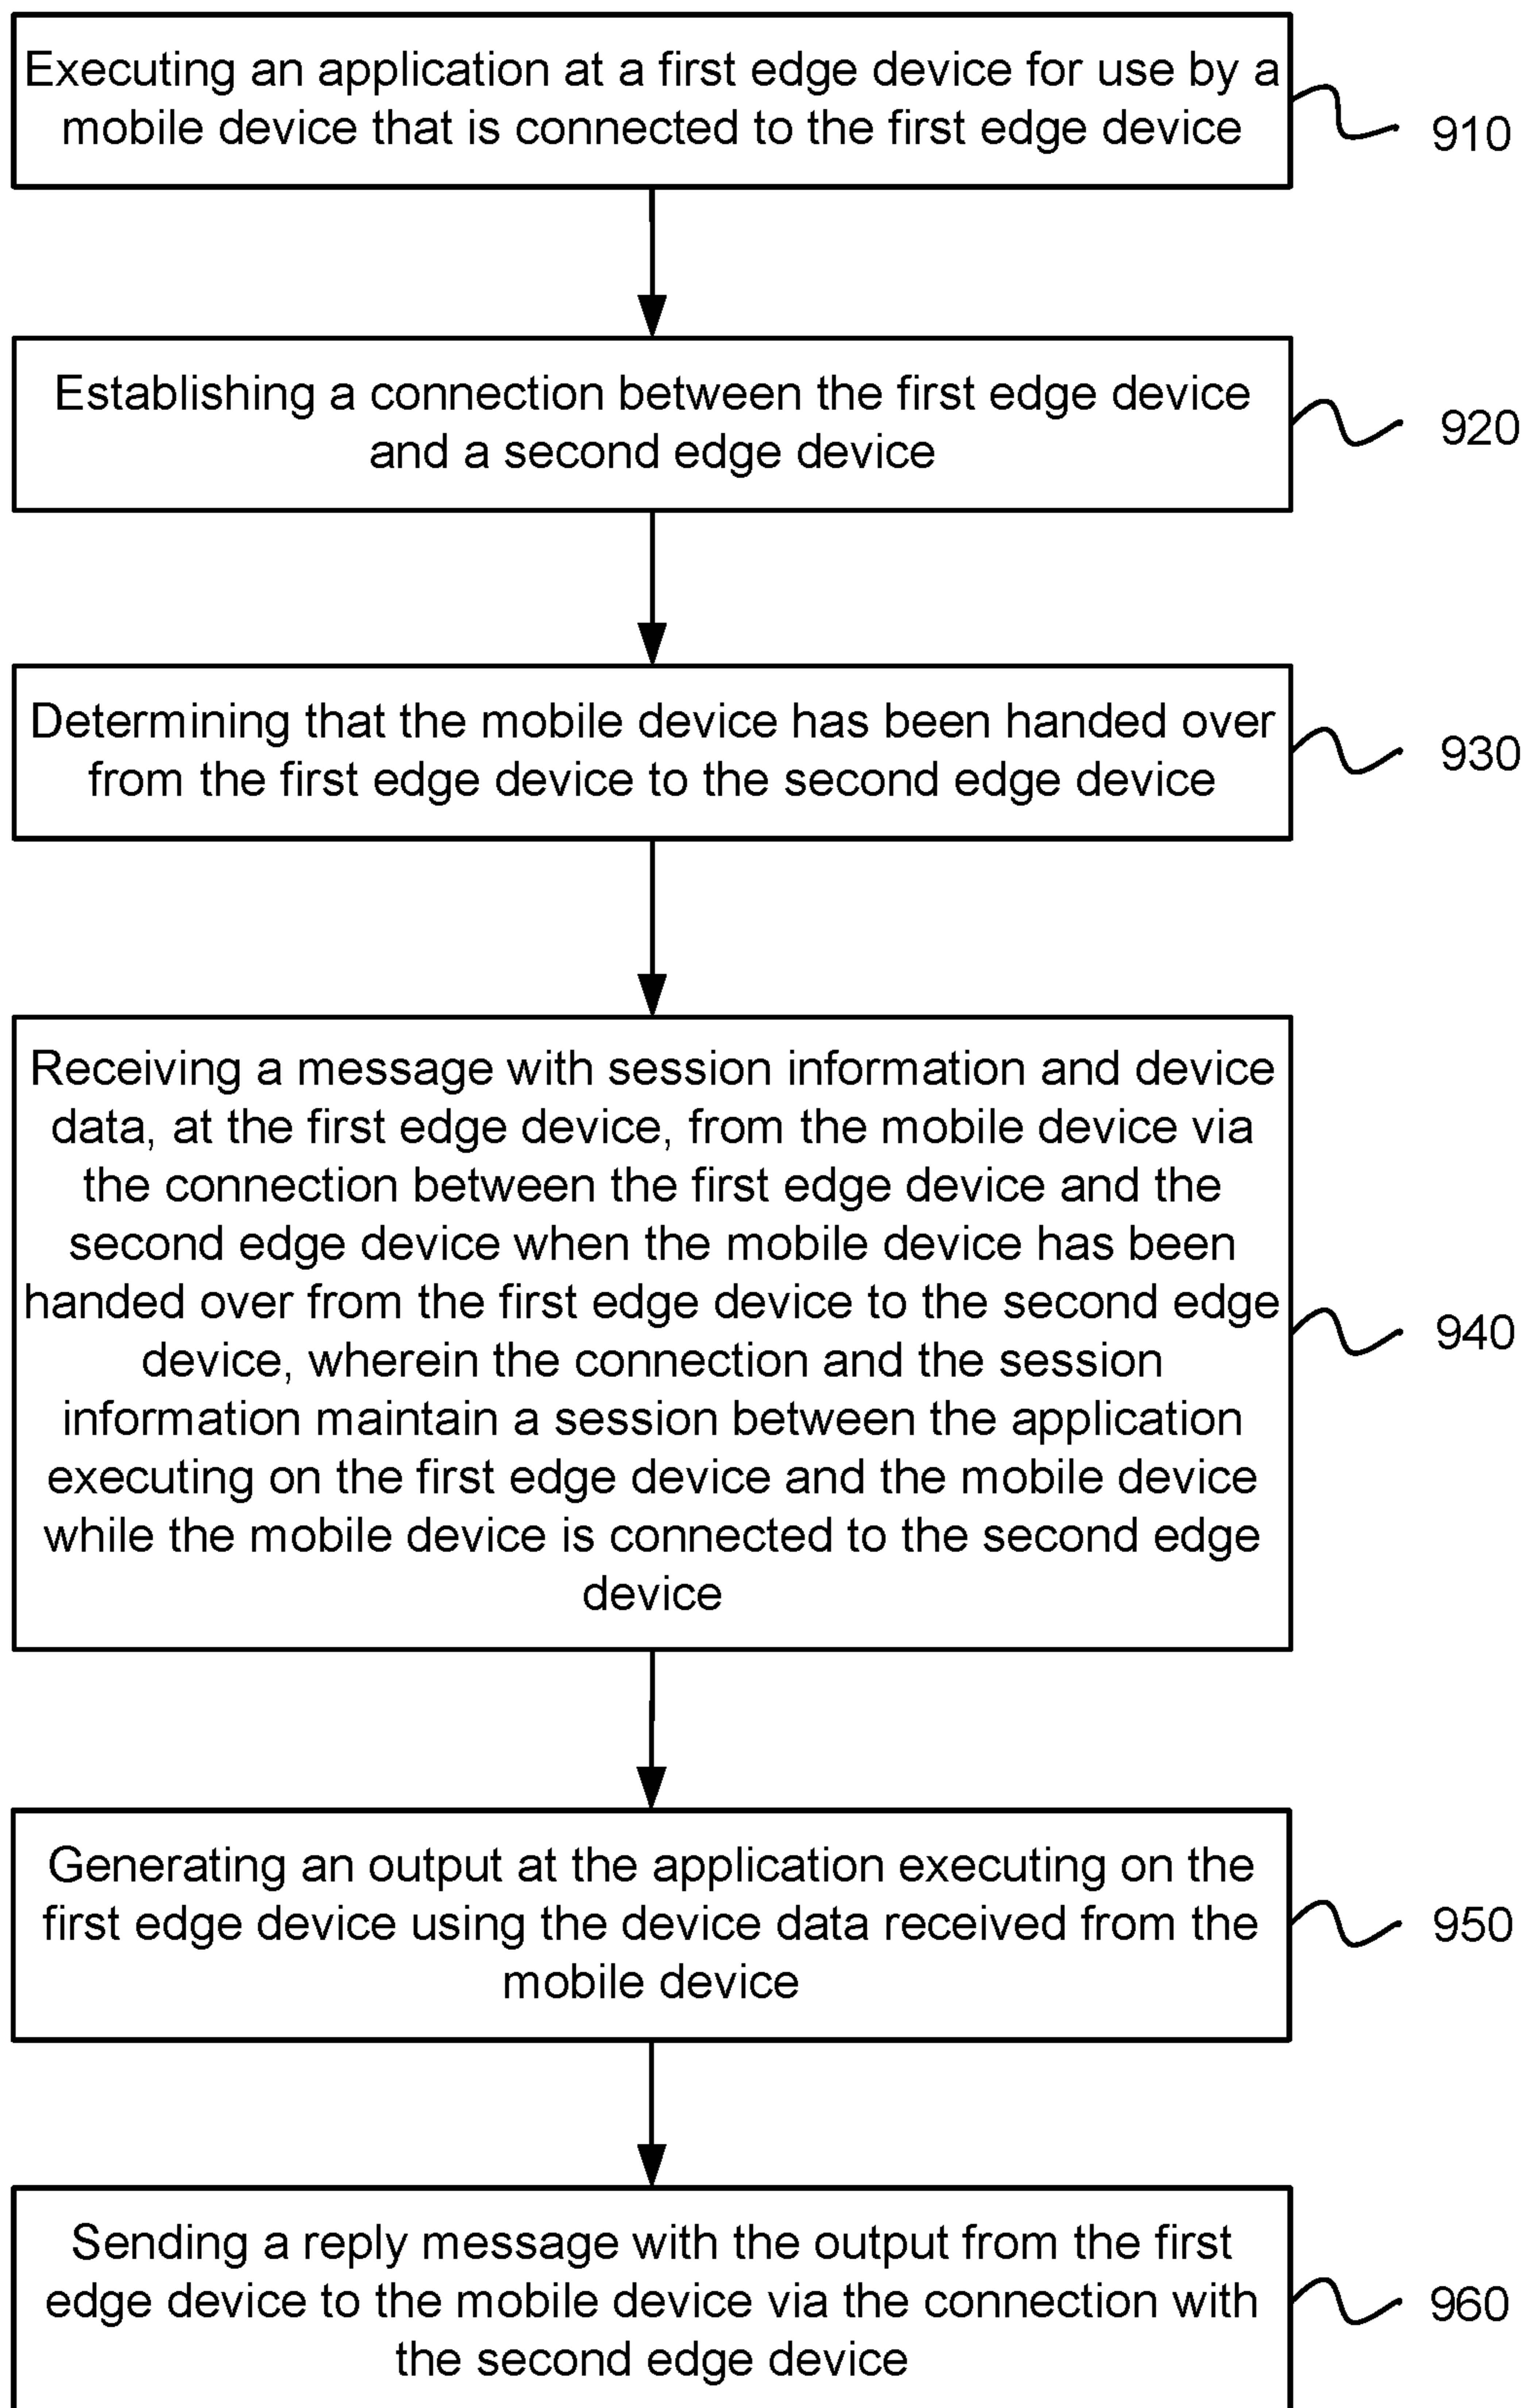 Executing an application at a first edge device for use by a
mobile device that is connected to the first edge device
910
Establishing a connection between the first edge device
and a second edge device
920
Determining that the mobile device has been handed over
from the first edge device to the second edge device
930
Receiving a message with session information and device
data, at the first edge device, from the mobile device via
the connection between the first edge device and the
second edge device when the mobile device has been
handed over from the first edge device to the second edge
device, wherein the connection and the session
information maintain a session between the application
executing on the first edge device and the mobile device
while the mobile device is connected to the second edge
device
940
Generating an output at the application executing on the
first edge device using the device data received from the
mobile device
950
Sending a reply message with the output from the first
edge device to the mobile device via the connection with
the second edge device
960